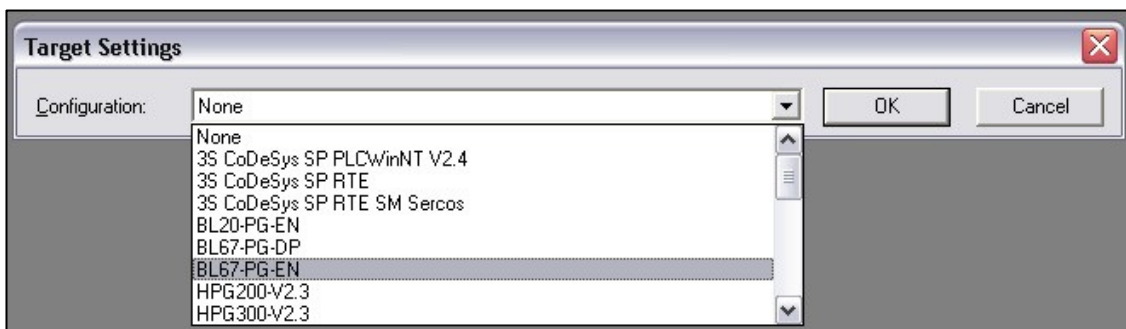 Target Settings
Configuration: None OK Cancel
None
3S CoDeSys SP PLCWinNT V2.4
3S CoDeSys SP RTE
3S CoDeSys SP RTE SM Sercos
BL20-PG-EN
BL67-PG-DP
BL67-PG-EN
HPG200-V2.3
HPG300-V2.3